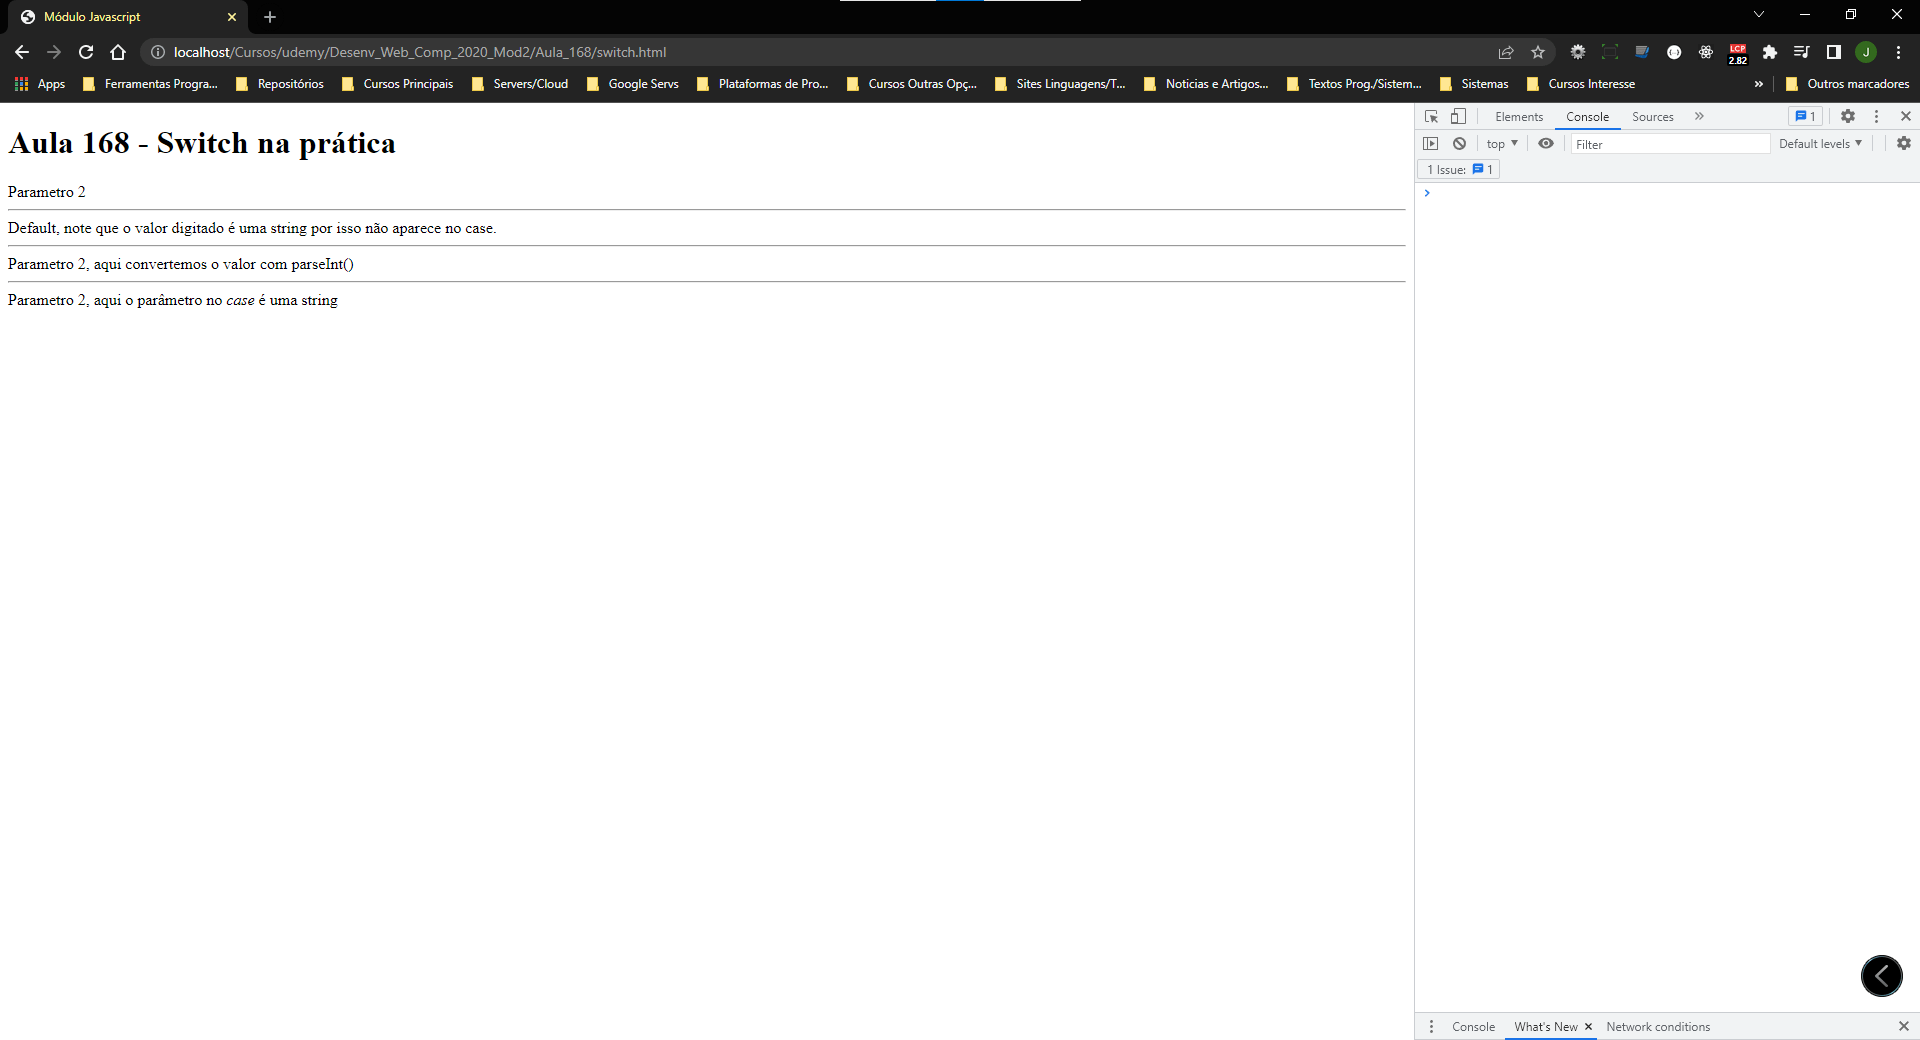 Módulo Javascript
localhost/Cursos/udemy/Desenv_Web_Comp_2020_Mod2/Aula_168/switch.html
LCP
2.82
J
Apps Ferramentas Progra... Repositórios Cursos Principais Servers/Cloud Google Servs Plataformas de Pro... Cursos Outras Opç... Sites Linguagens/T... Noticias e Artigos... Textos Prog./Sistem... Sistemas Cursos Interesse » Outros marcadores
Aula 168 - Switch na prática
Parametro 2
Default, note que o valor digitado é uma string por isso não aparece no case.
Parametro 2, aqui convertemos o valor com parseInt()
Parametro 2, aqui o parâmetro no case é uma string
Elements Console Sources » 1
top Filter Default levels
1 Issue: 1
Console What's New Network conditions